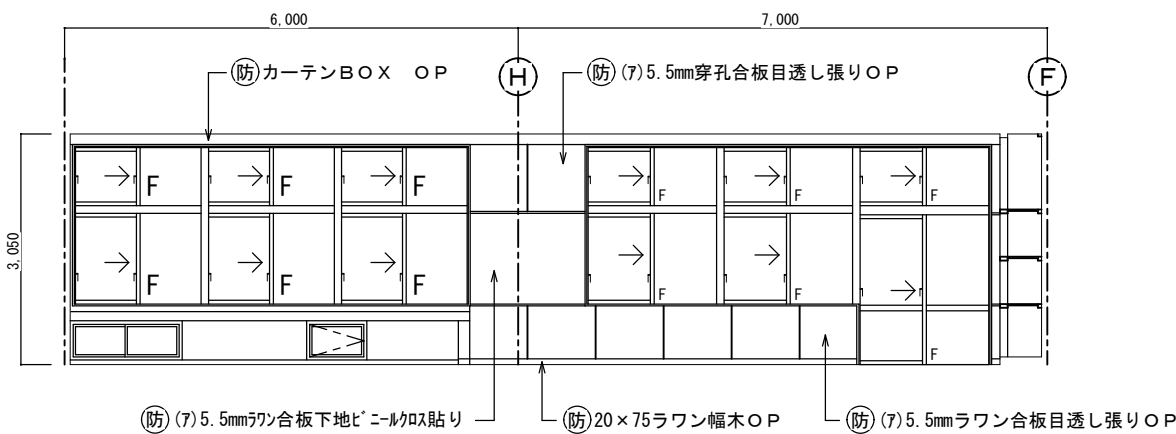 6,000
7,000
防 カーテンBOX OP
H
防 (ｱ)5.5mm穿孔合板目透し張りOP
F
3,050
F F F F F F
F F F F F F
防 (ｱ)5.5mmﾗﾜﾝ合板下地ﾋﾞﾆｰﾙｸﾛｽ貼り
防 20×75ラワン幅木OP
防 (ｱ)5.5mmラワン合板目透し張りOP